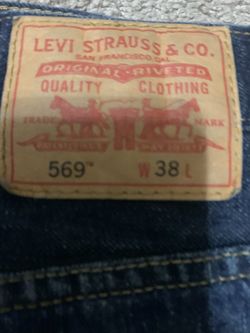 LEVI STRAUSS & CO.
SAN FRANCISCO CAL.
ORIGINAL-RIVETED
QUALITY CLOTHING
TRADE MARK
569™ W 38 L